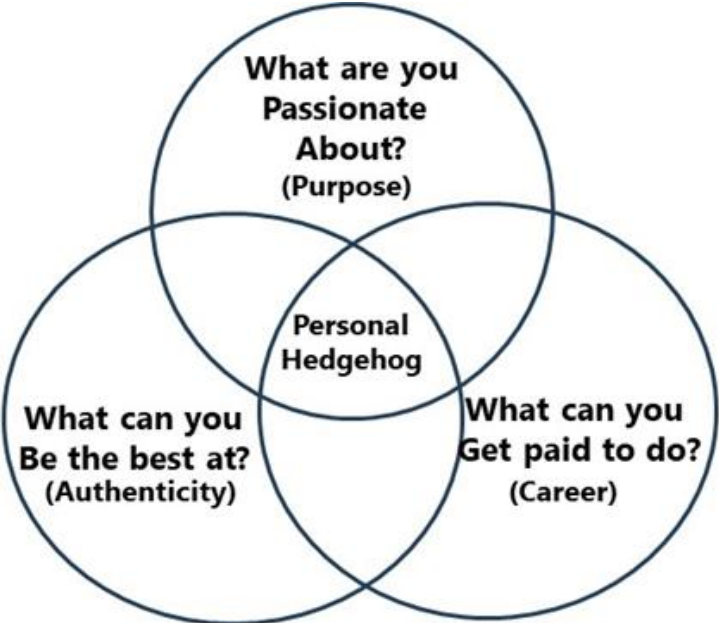 What are you
Passionate
About?
(Purpose)
Personal
Hedgehog
What can you
Be the best at?
(Authenticity)
What can you
Get paid to do?
(Career)